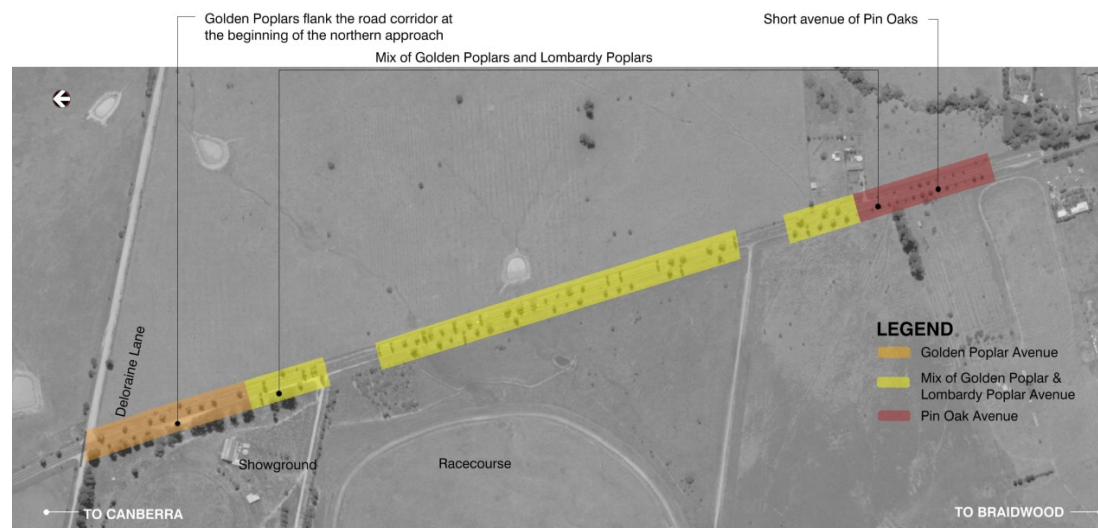 Golden Poplars flank the road corridor at
the beginning of the northern approach
Short avenue of Pin Oaks
Mix of Golden Poplars and Lombardy Poplars
Deloraine Lane
LEGEND
Golden Poplar Avenue
Mix of Golden Poplar &
Lombardy Poplar Avenue
Pin Oak Avenue
Showground
Racecourse
TO CANBERRA
TO BRAIDWOOD